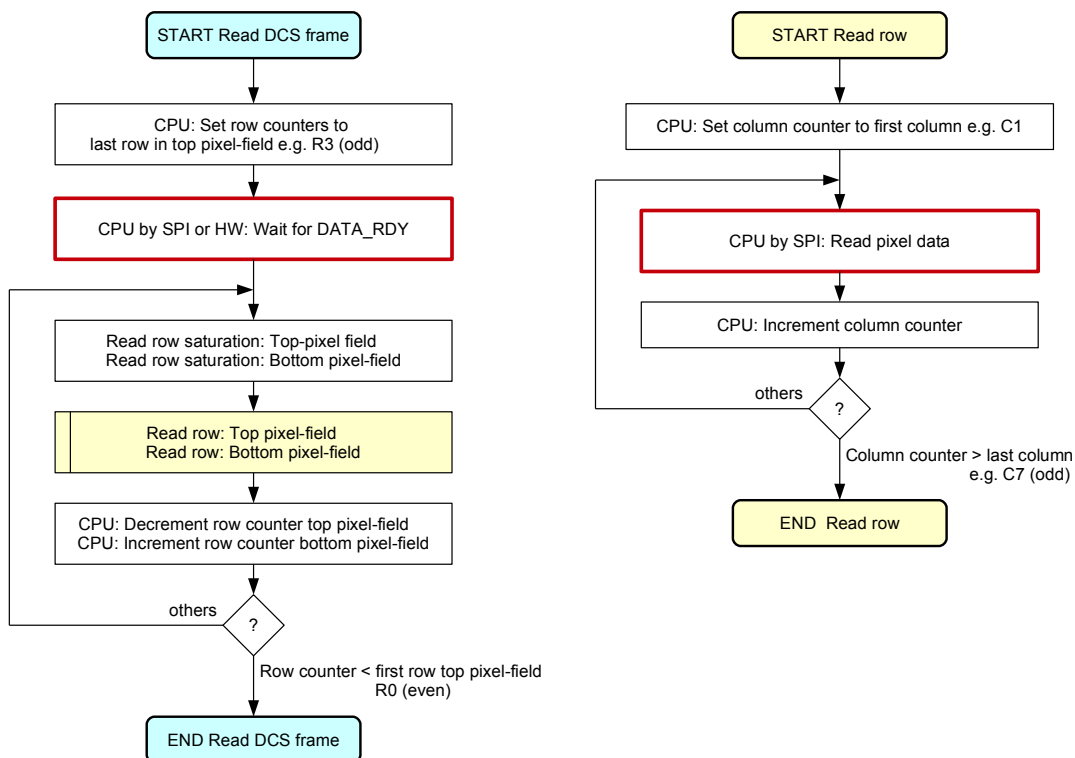 START Read DCS frame
CPU: Set row counters to
last row in top pixel-field e.g. R3 (odd)
CPU by SPI or HW: Wait for DATA_RDY
Read row saturation: Top-pixel field
Read row saturation: Bottom pixel-field
Read row: Top pixel-field
Read row: Bottom pixel-field
CPU: Decrement row counter top pixel-field
CPU: Increment row counter bottom pixel-field
others
?
Row counter < first row top pixel-field
R0 (even)
END Read DCS frame
START Read row
CPU: Set column counter to first column e.g. C1
CPU by SPI: Read pixel data
CPU: Increment column counter
others
?
Column counter > last column
e.g. C7 (odd)
END Read row